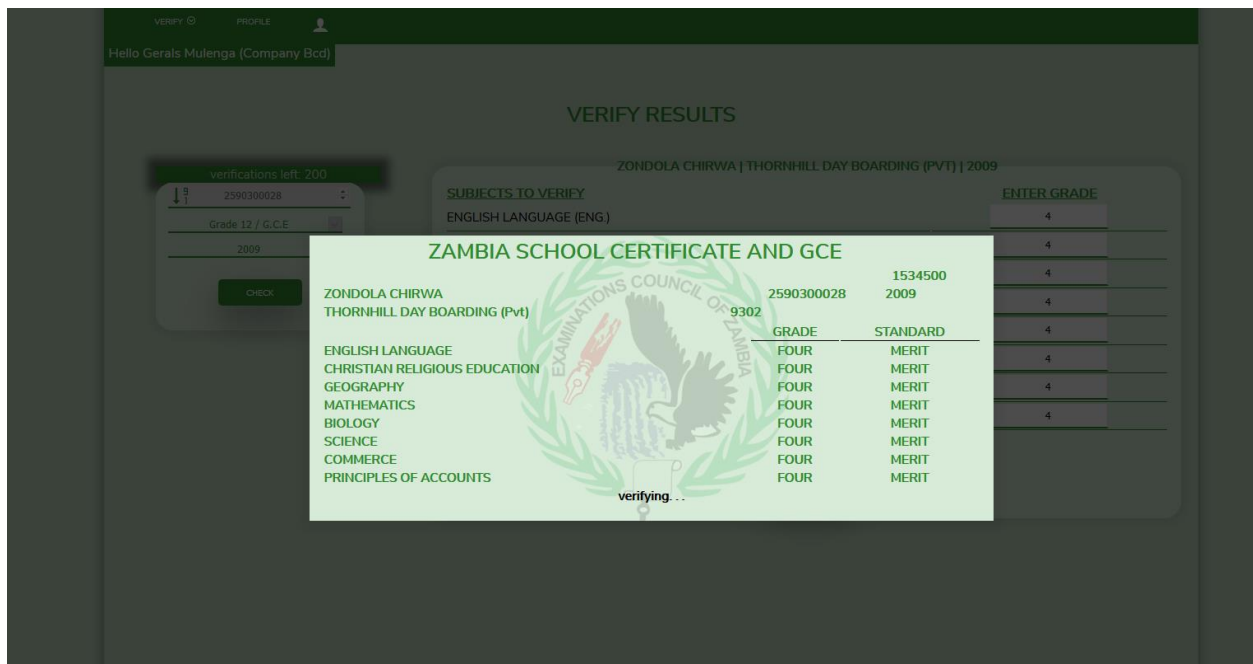 VERIFY
PROFILE
Hello Gerals Mulenga (Company Bcd)
VERIFY RESULTS
verifications left: 200
2590300028
Grade 12 / G.C.E
2009
CHECK
ZONDOLA CHIRWA | THORNHILL DAY BOARDING (PVT) | 2009
SUBJECTS TO VERIFY ENTER GRADE
ENGLISH LANGUAGE (ENG.) 4
4
4
4
4
4
4
4
ZAMBIA SCHOOL CERTIFICATE AND GCE
1534500
ZONDOLA CHIRWA 2590300028 2009
THORNHILL DAY BOARDING (Pvt) 9302
GRADE STANDARD
ENGLISH LANGUAGE FOUR MERIT
CHRISTIAN RELIGIOUS EDUCATION FOUR MERIT
GEOGRAPHY FOUR MERIT
MATHEMATICS FOUR MERIT
BIOLOGY FOUR MERIT
SCIENCE FOUR MERIT
COMMERCE FOUR MERIT
PRINCIPLES OF ACCOUNTS FOUR MERIT
verifying. . .
EXAMINATIONS COUNCIL OF ZAMBIA